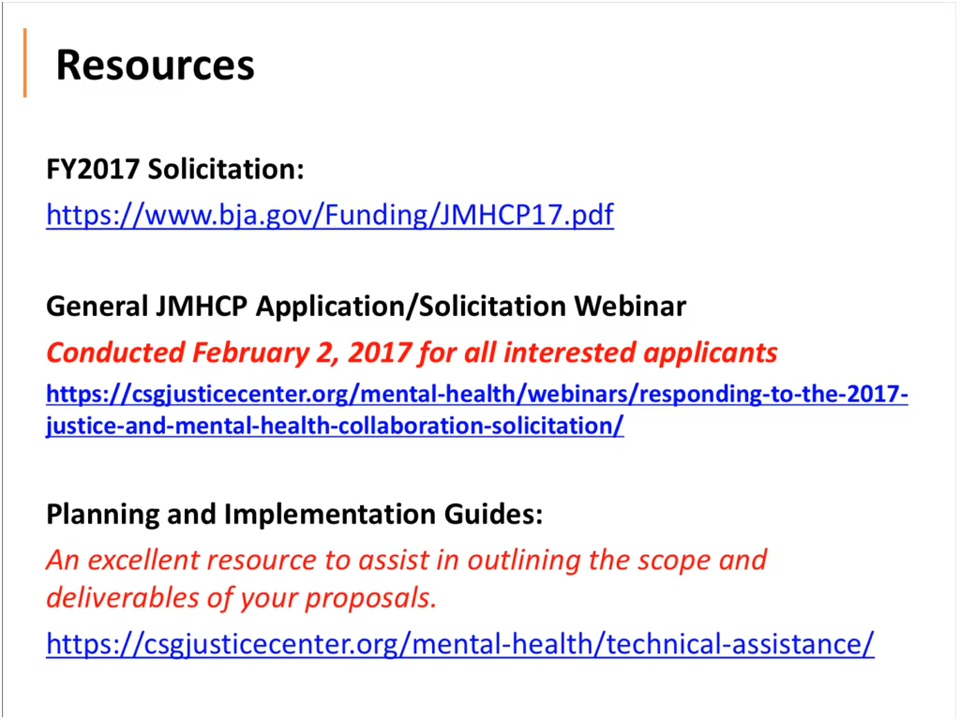 Resources
FY2017 Solicitation:
https://www.bja.gov/Funding/JMHCP17.pdf
General JMHCP Application/Solicitation Webinar
Conducted February 2, 2017 for all interested applicants
https://csgjusticecenter.org/mental-health/webinars/responding-to-the-2017-
justice-and-mental-health-collaboration-solicitation/
Planning and Implementation Guides:
An excellent resource to assist in outlining the scope and
deliverables of your proposals.
https://csgjusticecenter.org/mental-health/technical-assistance/